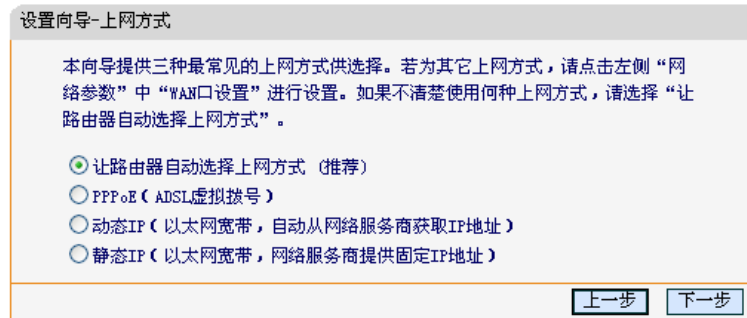 设置向导-上网方式
本向导提供三种最常见的上网方式供选择。若为其它上网方式，请点击左侧“网
络参数”中“WAN口设置”进行设置。如果不清楚使用何种上网方式，请选择“让
路由器自动选择上网方式”。
让路由器自动选择上网方式（推荐）
PPPoE（ADSL虚拟拨号）
动态IP（以太网宽带，自动从网络服务商获取IP地址）
静态IP（以太网宽带，网络服务商提供固定IP地址）
上一步 下一步